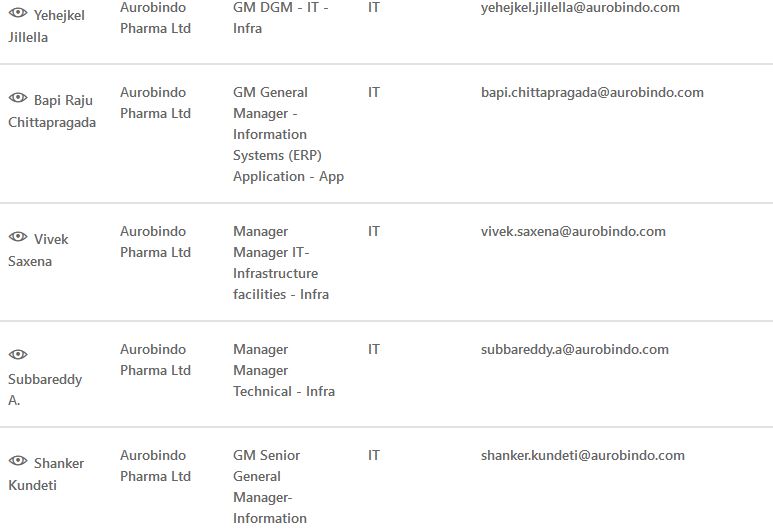 Yehejkel
Jillella
Aurobindo
Pharma Ltd
GM DGM - IT -
Infra
IT
yehejkel.jillella@aurobindo.com
Bapi Raju
Chittapragada
Aurobindo
Pharma Ltd
GM General
Manager -
Information
Systems (ERP)
Application - App
IT
bapi.chittapragada@aurobindo.com
Vivek
Saxena
Aurobindo
Pharma Ltd
Manager
Manager IT-
Infrastructure
facilities - Infra
IT
vivek.saxena@aurobindo.com
Subbareddy
A.
Aurobindo
Pharma Ltd
Manager
Manager
Technical - Infra
IT
subbareddy.a@aurobindo.com
Shanker
Kundeti
Aurobindo
Pharma Ltd
GM Senior
General
Manager-
Information
IT
shanker.kundeti@aurobindo.com